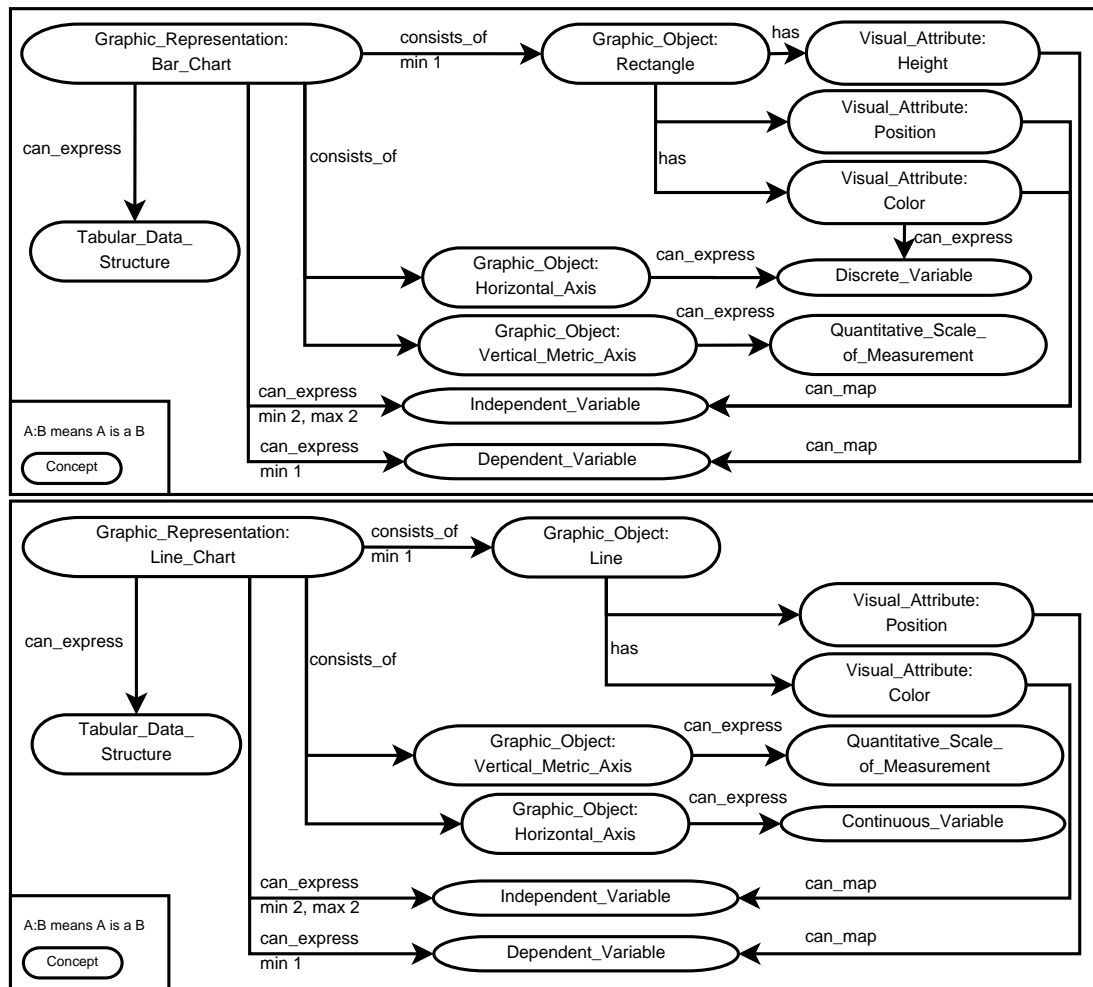 Graphic_Representation:
Bar_Chart
consists_of
min 1
Graphic_Object:
Rectangle
has
Visual_Attribute:
Height
Visual_Attribute:
Position
can_express
consists_of
has
Visual_Attribute:
Color
can_express
Tabular_Data_
Structure
Graphic_Object:
Horizontal_Axis
can_express
Discrete_Variable
Graphic_Object:
Vertical_Metric_Axis
can_express
Quantitative_Scale_
of_Measurement
can_express
min 2, max 2
Independent_Variable
can_map
can_express
min 1
Dependent_Variable
can_map
A:B means A is a B
Concept
Graphic_Representation:
Line_Chart
consists_of
min 1
Graphic_Object:
Line
Visual_Attribute:
Position
can_express
consists_of
has
Visual_Attribute:
Color
Tabular_Data_
Structure
Graphic_Object:
Vertical_Metric_Axis
can_express
Quantitative_Scale_
of_Measurement
Graphic_Object:
Horizontal_Axis
can_express
Continuous_Variable
can_express
min 2, max 2
Independent_Variable
can_map
can_express
min 1
Dependent_Variable
can_map
A:B means A is a B
Concept